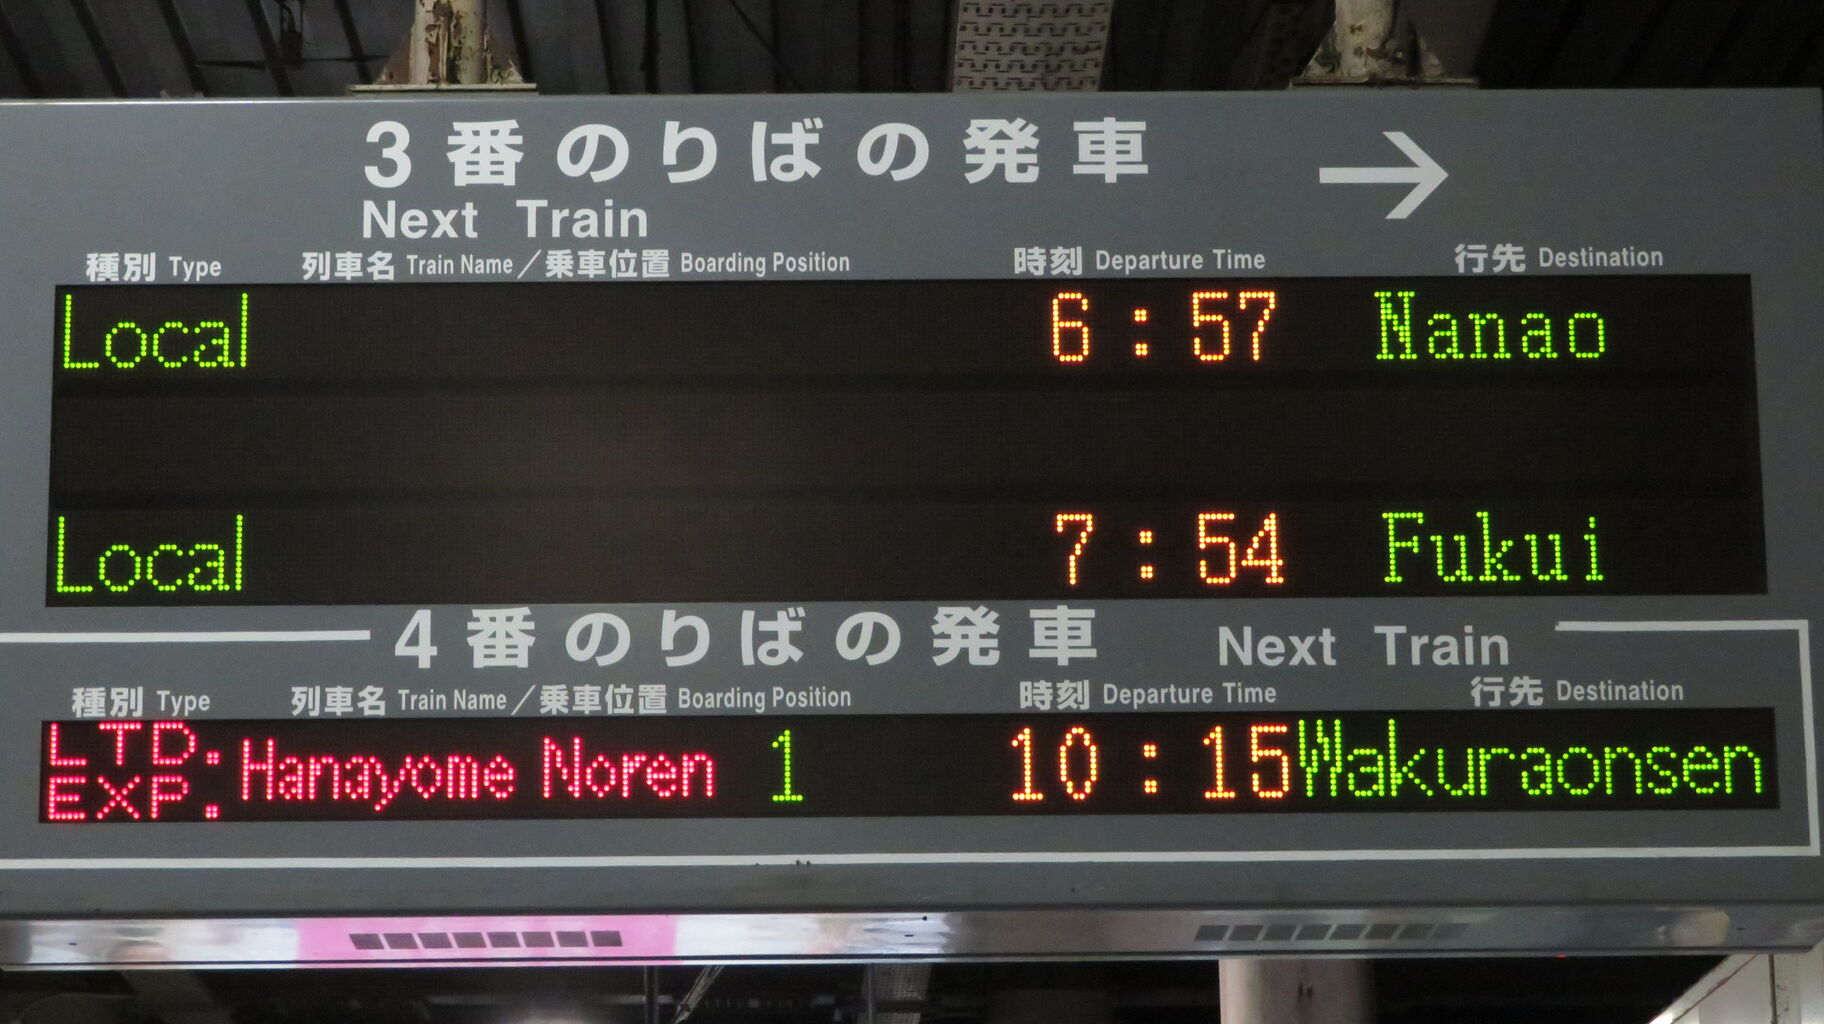 3番のりばの発車 →
Next Train
種別 Type 列車名 Train Name／乗車位置 Boarding Position 時刻 Departure Time 行先 Destination
Local 6:57 Nanao
Local 7:54 Fukui
4番のりばの発車 Next Train
種別 Type 列車名 Train Name／乗車位置 Boarding Position 時刻 Departure Time 行先 Destination
LTD. EXP. Hanayome Noren 1 10:15 Wakuraonsen